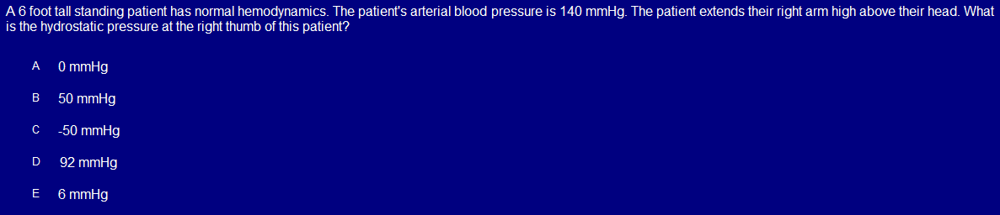 A 6 foot tall standing patient has normal hemodynamics. The patient's arterial blood pressure is 140 mmHg. The patient extends their right arm high above their head. What
is the hydrostatic pressure at the right thumb of this patient?
A 0 mmHg
B 50 mmHg
C -50 mmHg
D 92 mmHg
E 6 mmHg